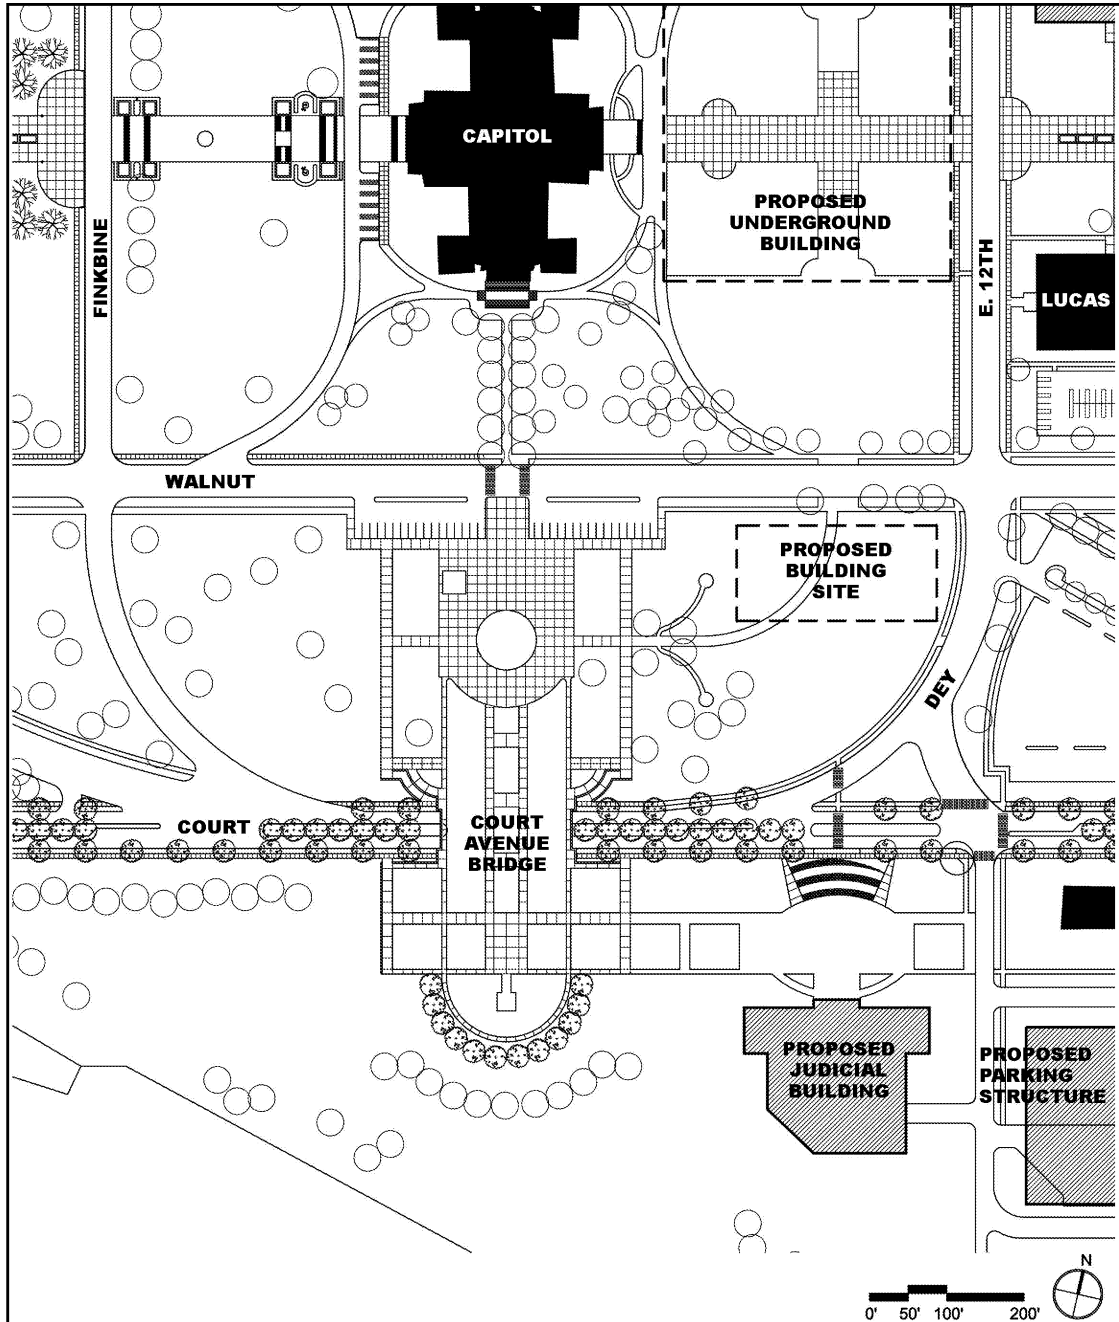 CAPITOL
PROPOSED
UNDERGROUND
BUILDING
FINKBINE
E. 12TH
LUCAS
WALNUT
PROPOSED
BUILDING
SITE
DEY
COURT
COURT
AVENUE
BRIDGE
PROPOSED
JUDICIAL
BUILDING
PROPOSED
PARKING
STRUCTURE
N
0' 50' 100' 200'